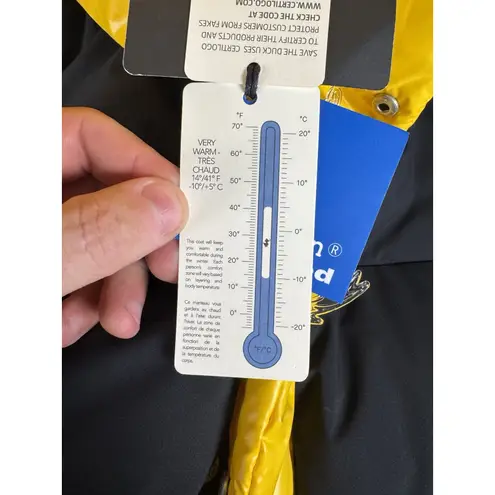 SAVE THE DUCK USES CERTILOGO
TO CERTIFY THEIR PRODUCTS AND
PROTECT CUSTOMERS FROM FAKES
CHECK THE CODE AT
WWW.CERTILOGO.COM
°F
°C
70°
60°
50°
40°
30°
20°
10°
0°
20°
10°
0°
-10°
-20°
VERY
WARM -
TRÈS
CHAUD
14°/41° F
-10°/+5° C
This coat will keep
you warm and
comfortable during
the winter. Each
person's comfort
zone will vary based
on layering and
body temperature.
Ce manteau vous
gardera au chaud
et à l'aise durant
l'hiver. La zone de
confort de chaque
personne varie en
fonction de la
superposition et de
la température du
corps.
®